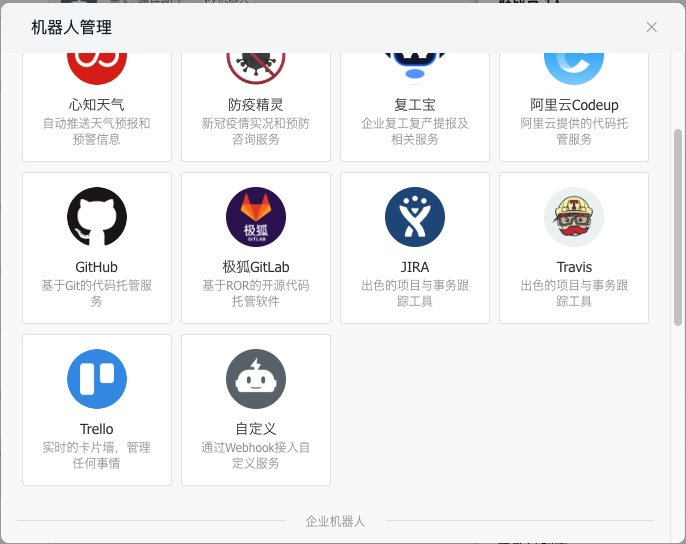 机器人管理
心知天气
自动推送天气预报和
预警信息
防疫精灵
新冠疫情实况和预防
咨询服务
复工宝
企业复工复产提报及
相关服务
阿里云Codeup
阿里云提供的代码托
管服务
GitHub
基于Git的代码托管服
务
极狐
GITLAB
极狐GitLab
基于ROR的开源代码
托管软件
JIRA
出色的项目与事务跟
踪工具
T
Travis
出色的项目与事务跟
踪工具
Trello
实时的卡片墙，管理
任何事情
自定义
通过Webhook接入自
定义服务
企业机器人